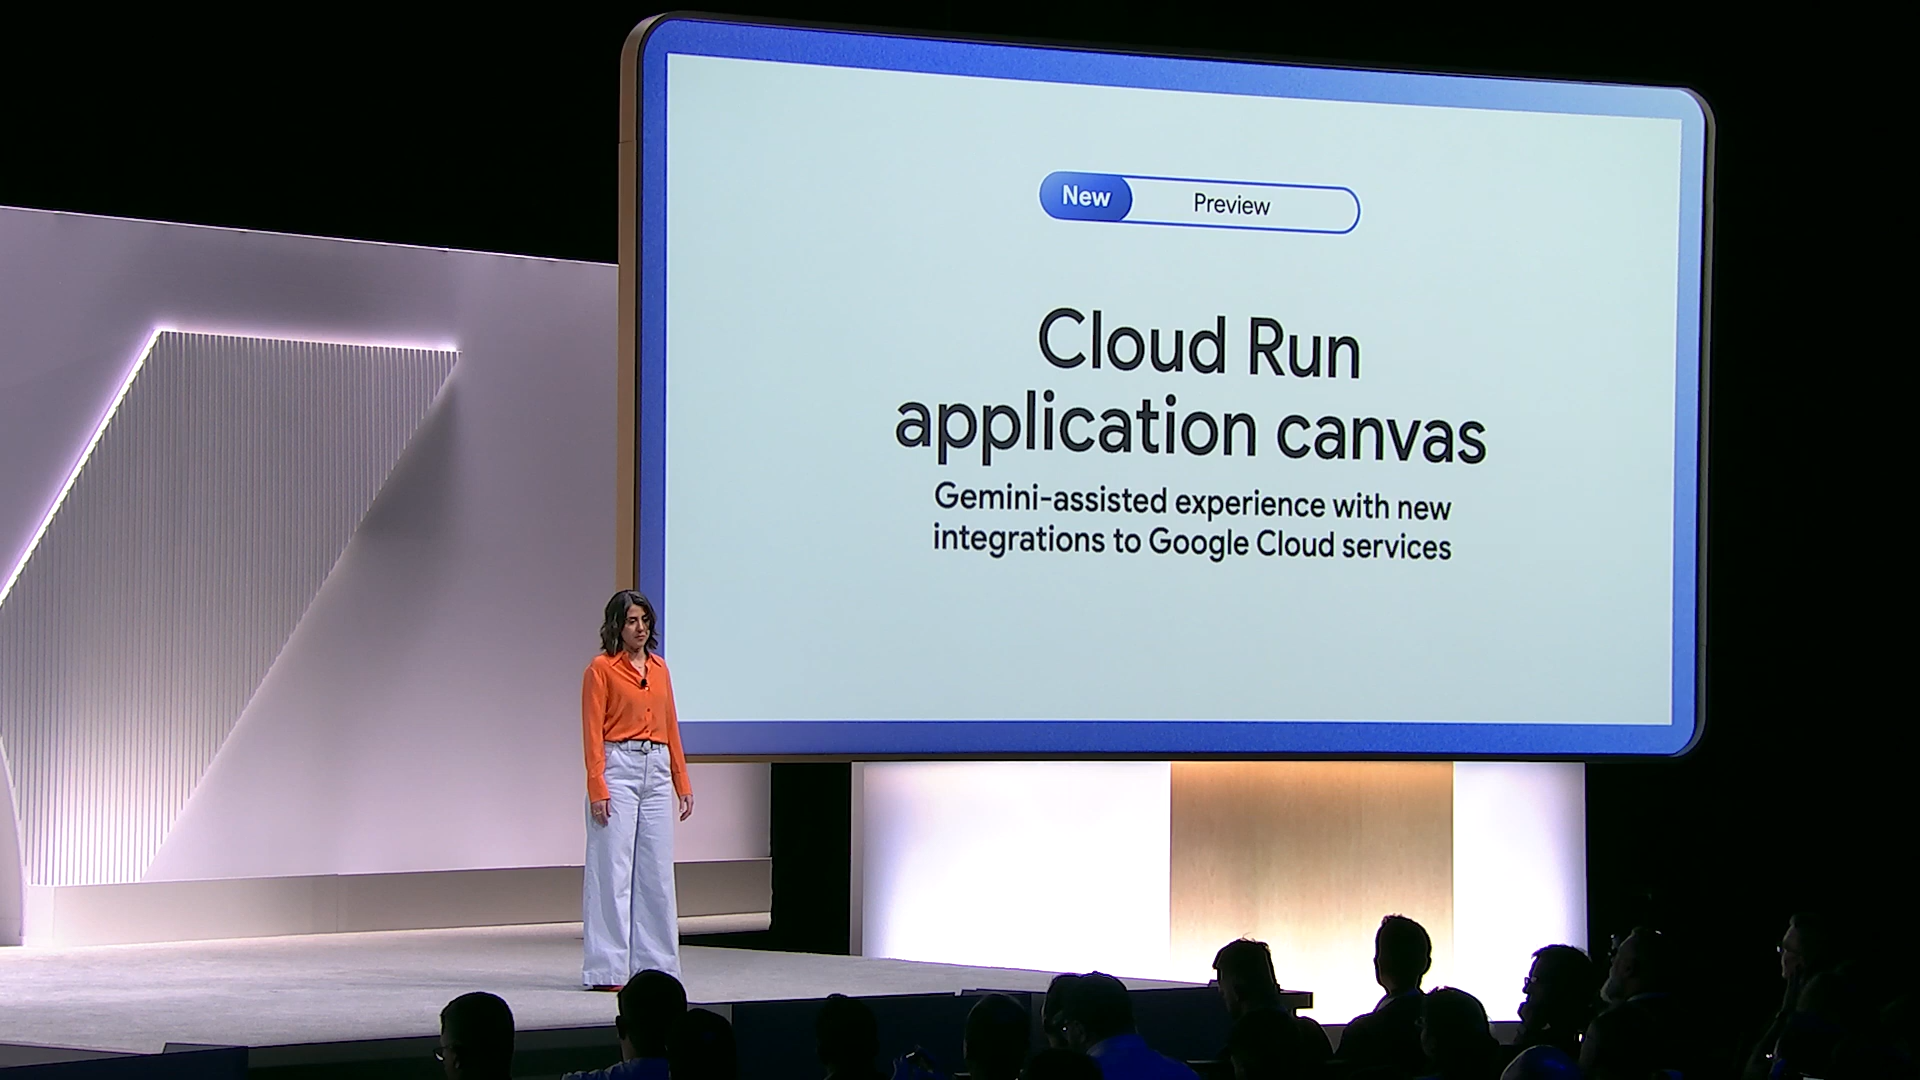 New Preview
Cloud Run
application canvas
Gemini-assisted experience with new
integrations to Google Cloud services